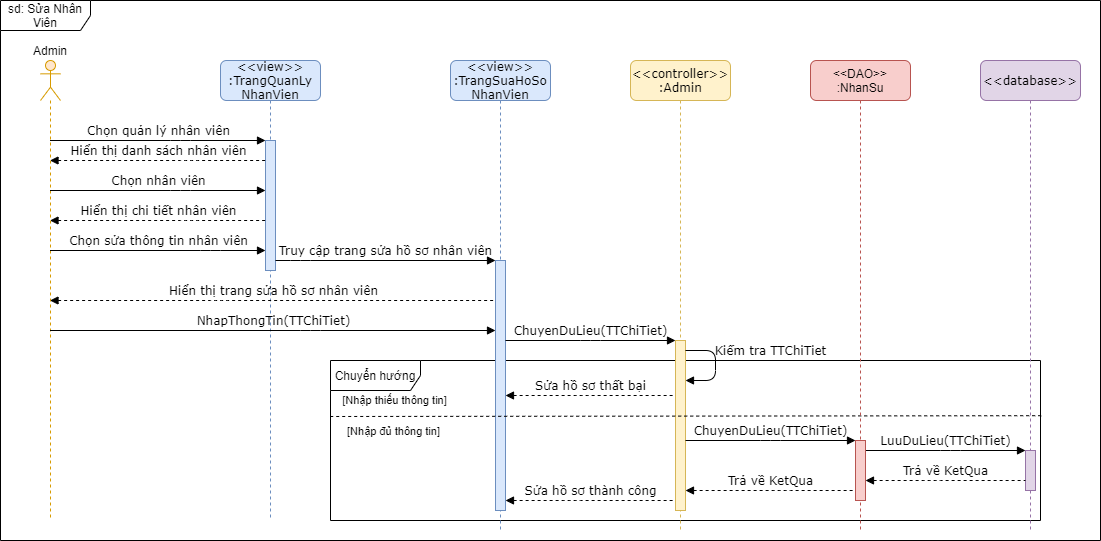 sd: Sửa Nhân
Viên
Admin
<<view>>
:TrangQuanLy
NhanVien
<<view>>
:TrangSuaHoSo
NhanVien
<<controller>>
:Admin
<<DAO>>
:NhanSu
<<database>>
Chọn quản lý nhân viên
Hiển thị danh sách nhân viên
Chọn nhân viên
Hiển thị chi tiết nhân viên
Chọn sửa thông tin nhân viên
Truy cập trang sửa hồ sơ nhân viên
Hiển thị trang sửa hồ sơ nhân viên
NhapThongTin(TTChiTiet)
ChuyenDuLieu(TTChiTiet)
Kiểm tra TTChiTiet
Chuyển hướng
Sửa hồ sơ thất bại
[Nhập thiếu thông tin]
[Nhập đủ thông tin]
ChuyenDuLieu(TTChiTiet)
LuuDuLieu(TTChiTiet)
Trả về KetQua
Trả về KetQua
Sửa hồ sơ thành công